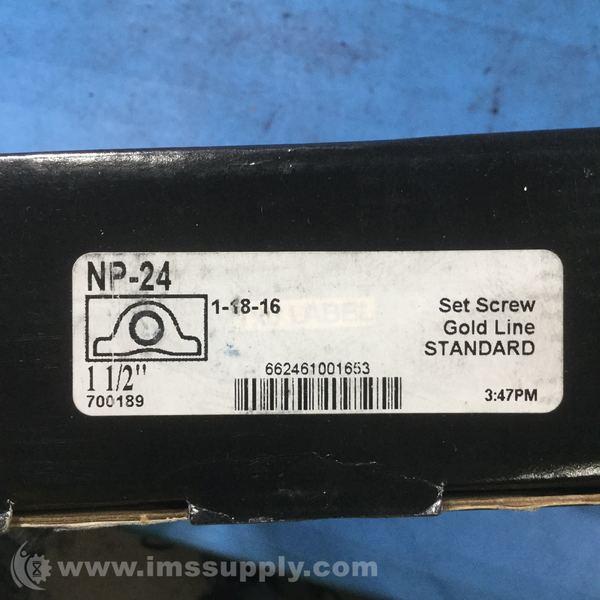 NP-24
1-18-16
LABEL
Set Screw
Gold Line
STANDARD
1 1/2"
700189
662461001653
3:47PM
© www.imssupply.com